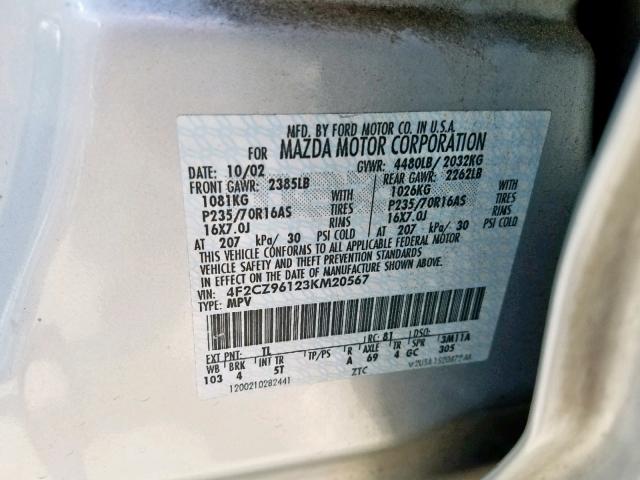 MFD. BY FORD MOTOR CO. IN U.S.A.
FOR MAZDA MOTOR CORPORATION
DATE: 10/02 GVWR: 4480LB/2032KG
FRONT GAWR: 2385LB REAR GAWR: 2262LB
1081KG WITH 1026KG WITH
P235/70R16AS TIRES P235/70R16AS TIRES
16X7.0J RIMS 16X7.0J RIMS
AT 207 kPa/ 30 PSI COLD AT 207 kPa/ 30 PSI COLD
THIS VEHICLE CONFORMS TO ALL APPLICABLE FEDERAL MOTOR
VEHICLE SAFETY AND THEFT PREVENTION STANDARDS
IN EFFECT ON THE DATE OF MANUFACTURE SHOWN ABOVE.
VIN: 4F2CZ96123KM20567
TYPE: MPV
EXT PNT: TL RC: 81 DSO:
WB BRK INT TR TP/PS R AXLE TR SPR 3M11A
103 4 5T A 69 4 GC 305
1200210282441 ZTC